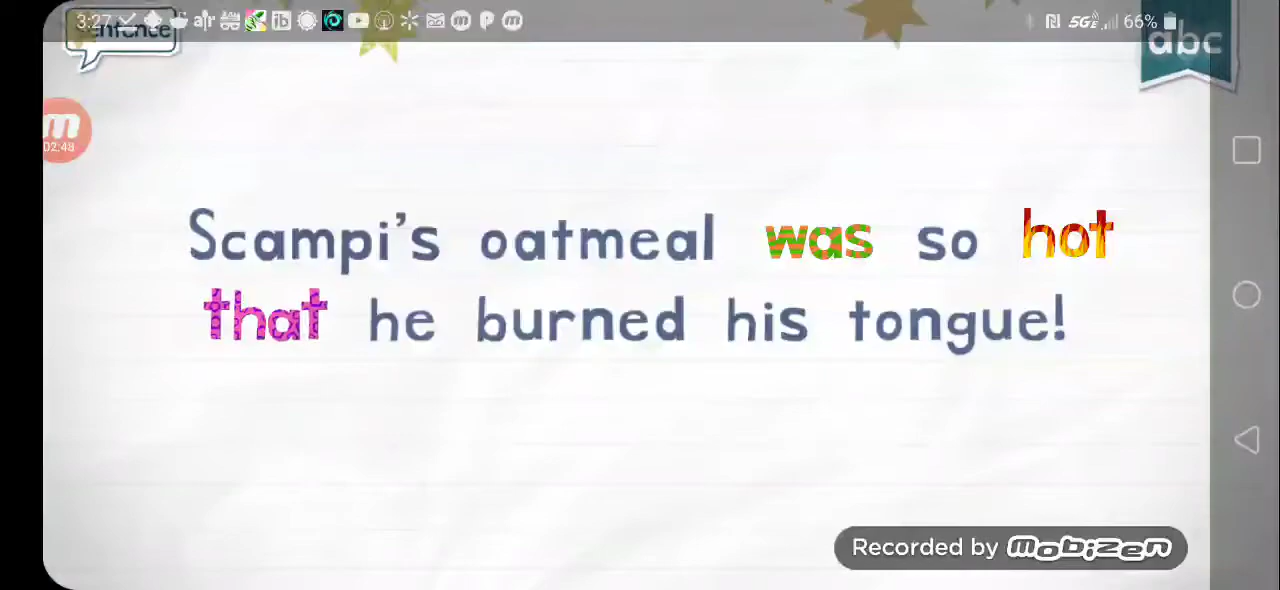 3:27 66%
sentence
abc
02:48
Scampi's oatmeal was so hot
that he burned his tongue!
Recorded by mobizen